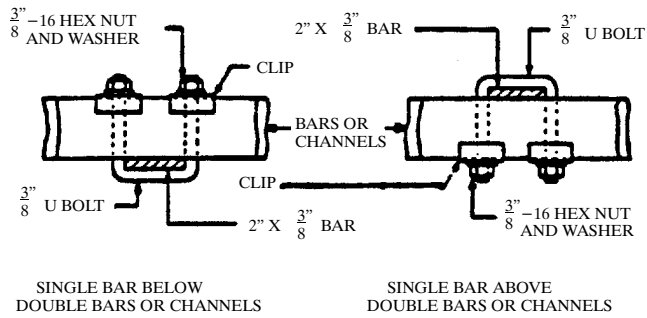 3"/8 –16 HEX NUT
AND WASHER
CLIP
2" X 3"/8 BAR
3"/8 U BOLT
BARS OR
CHANNELS
CLIP
3"/8 U BOLT
2" X 3"/8 BAR
3"/8 –16 HEX NUT
AND WASHER
SINGLE BAR BELOW
DOUBLE BARS OR CHANNELS
SINGLE BAR ABOVE
DOUBLE BARS OR CHANNELS